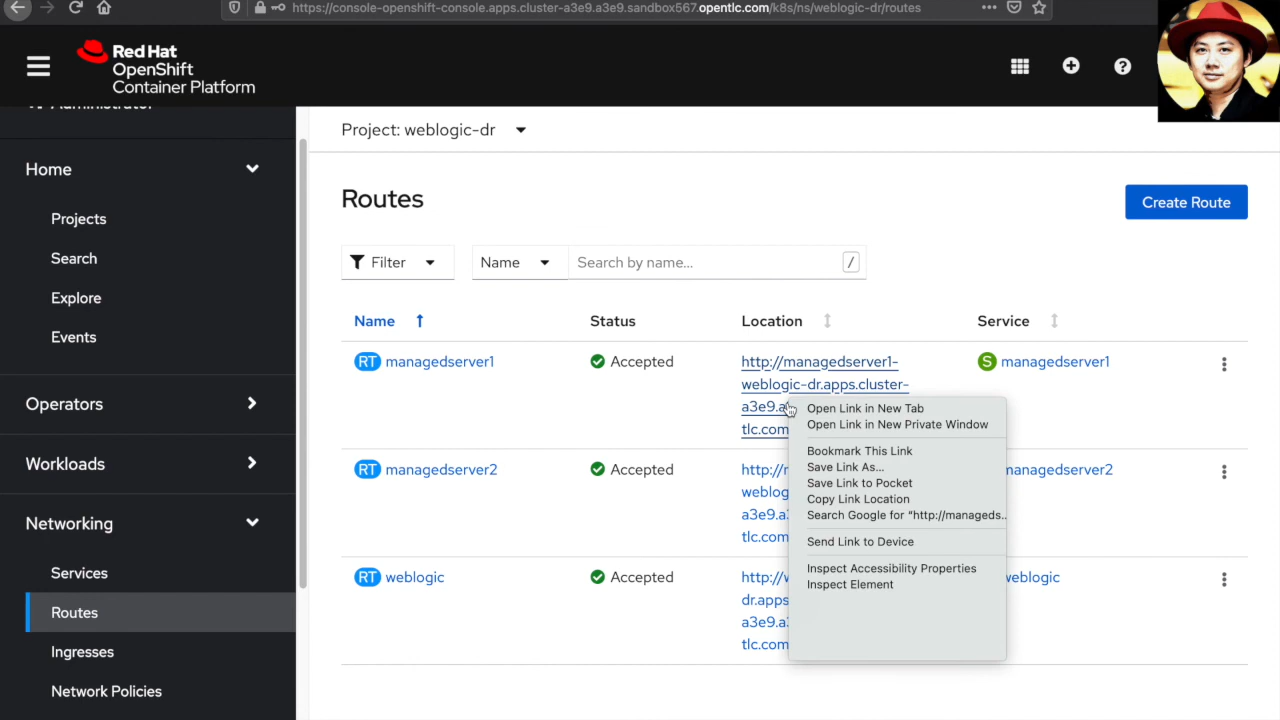 https://console-openshift-console.apps.cluster-a3e9.a3e9.sandbox567.opentlc.com/k8s/ns/weblogic-dr/routes
Red Hat
OpenShift
Container Platform
Administrator
Home
Projects
Search
Explore
Events
Operators
Workloads
Networking
Services
Routes
Ingresses
Network Policies
Project: weblogic-dr
Routes
Create Route
Filter
Name
Search by name...
/
Name
Status
Location
Service
RT managedserver1
Accepted
http://managedserver1-
weblogic-dr.apps.cluster-
a3e9.a
tlc.com
S managedserver1
RT managedserver2
Accepted
http://
weblog
a3e9.a
tlc.com
managedserver2
RT weblogic
Accepted
http://
dr.apps
a3e9.a3
tlc.com
weblogic
Open Link in New Tab
Open Link in New Private Window
Bookmark This Link
Save Link As...
Save Link to Pocket
Copy Link Location
Search Google for “http://manageds..
Send Link to Device
Inspect Accessibility Properties
Inspect Element